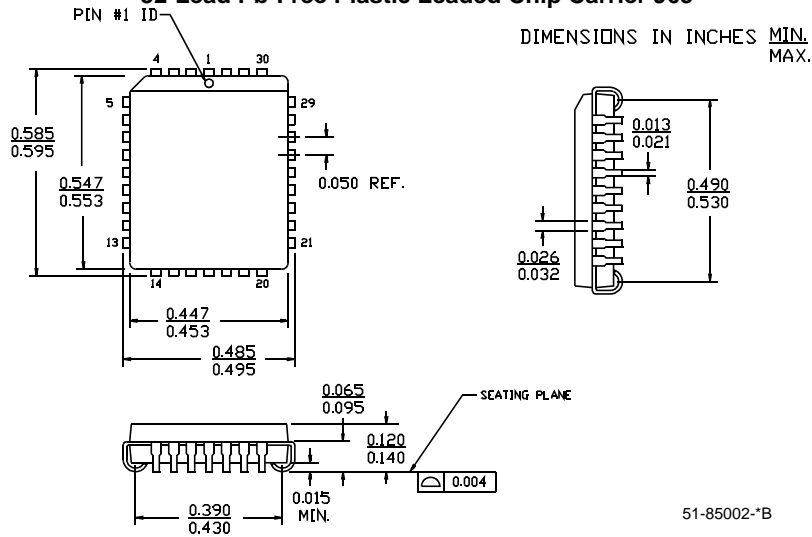 32-Lead Pb-Free Plastic Leaded Chip Carrier J65
PIN #1 ID
DIMENSIONS IN INCHES MIN.
MAX.
4 1 30
5 29
0.585
0.595
0.547
0.553
0.050 REF.
13 21
14 20
0.447
0.453
0.485
0.495
0.013
0.021
0.490
0.530
0.026
0.032
0.065
0.095
SEATING PLANE
0.120
0.140
0.004
0.015
MIN.
0.390
0.430
51-85002-*B